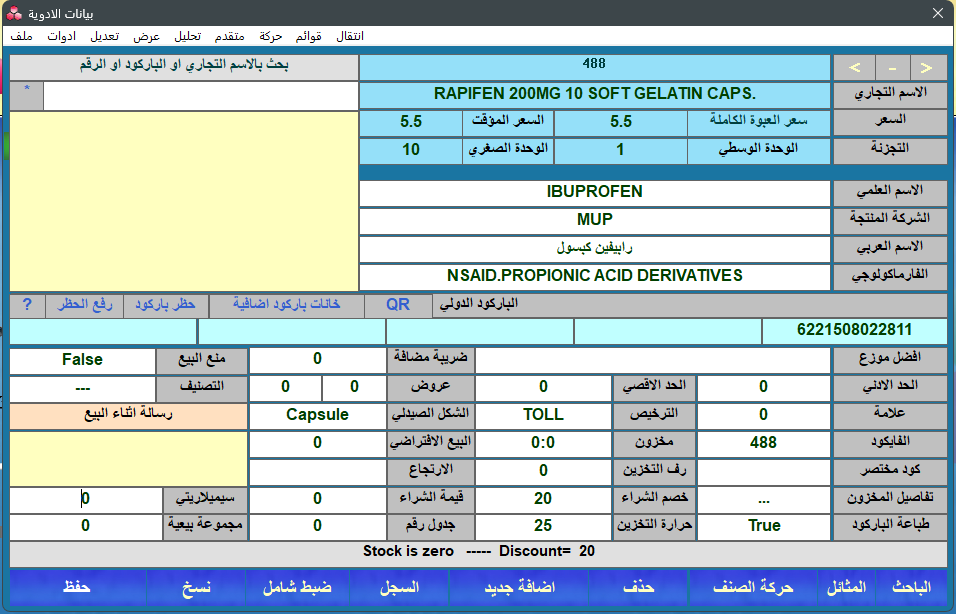 بيانات الادوية
ملف ادوات تعديل عرض تحليل متقدم حركة قوائم انتقال
بحث بالاسم التجاري او الباركود او الرقم
488
< - >
*
الاسم التجاري RAPIFEN 200MG 10 SOFT GELATIN CAPS.
السعر سعر العبوة الكاملة 5.5 السعر المؤقت 5.5
التجزئة الوحدة الوسطي 1 الوحدة الصغري 10
الاسم العلمي IBUPROFEN
الشركة المنتجة MUP
الاسم العربي رابيفين كبسول
الفارماكولوجي NSAID.PROPIONIC ACID DERIVATIVES
الباركود الدولي QR خانات باركود اضافية حظر باركود رفع الحظر ?
6221508022811
افضل موزع ضريبة مضافة 0 منع البيع False
الحد الادني 0 الحد الاقصي 0 عروض 0 0 التصنيف ---
علامة 0 الترخيص TOLL الشكل الصيدلي Capsule رسالة اثناء البيع
الفايكود 488 مخزون 0:0 البيع الافتراضي 0
كود مختصر رف التخزين 0 الارتجاع
تفاصيل المخزون ... خصم الشراء 20 قيمة الشراء 0 سيميلاريتي 0
طباعة الباركود True حرارة التخزين 25 جدول رقم 0 مجموعة بيعية 0
Stock is zero ----- Discount= 20
الباحث المثائل حركة الصنف حذف اضافة جديد السجل ضبط شامل نسخ حفظ